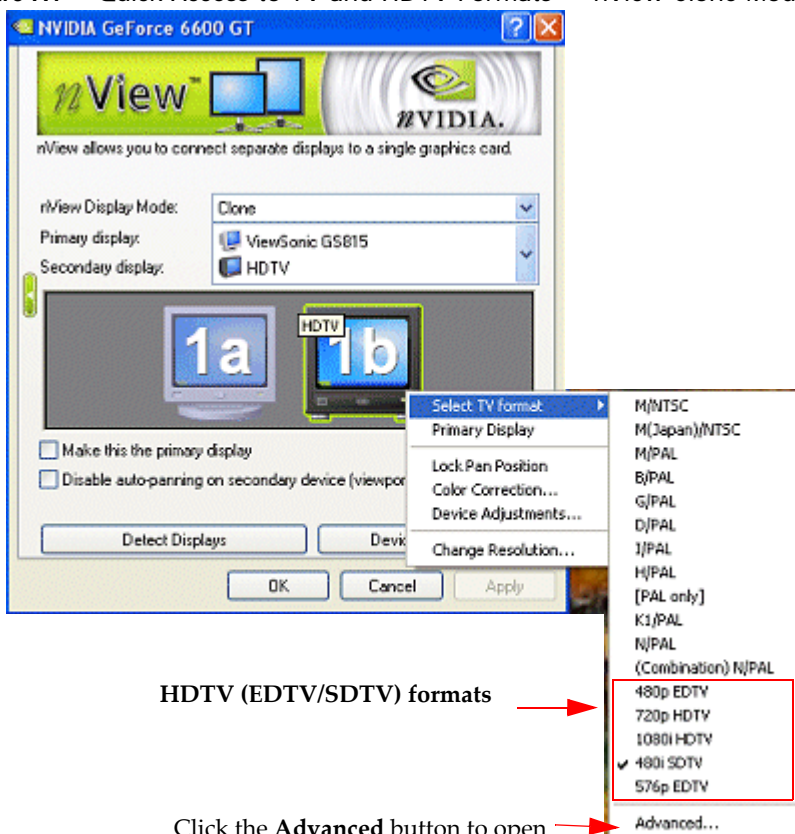 Quick Access to TV and HDTV Formats nView Clone
NVIDIA GeForce 6600 GT
nView™
nVIDIA.
nView allows you to connect separate displays to a single graphics card.
nView Display Mode:
Clone
Primary display:
ViewSonic GS815
Secondary display:
HDTV
1a
HDTV
1b
Make this the primary display
Disable auto-panning on secondary device
Detect Displays
OK
Cancel
Apply
Select TV format
Primary Display
Lock Pan Position
Color Correction...
Device Adjustments...
Change Resolution...
M/NTSC
M(Japan)/NTSC
M/PAL
B/PAL
G/PAL
D/PAL
I/PAL
H/PAL
[PAL only]
K1/PAL
N/PAL
(Combination) N/PAL
480p EDTV
720p HDTV
1080i HDTV
480i SDTV
576p EDTV
Advanced...
HDTV (EDTV/SDTV) formats
Click the Advanced button to open